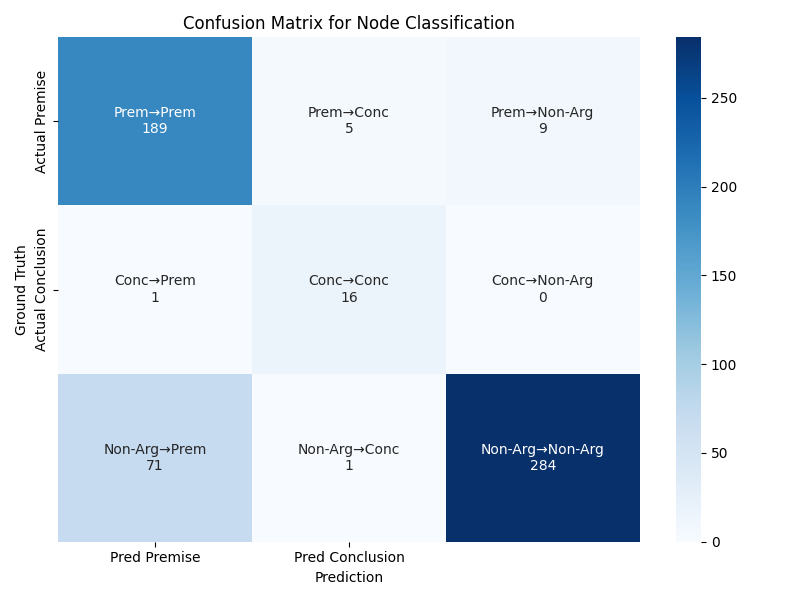 Confusion Matrix for Node Classification
Actual Premise
Ground Truth
Actual Conclusion
Prem→Prem
189
Prem→Conc
5
Prem→Non-Arg
9
Conc→Prem
1
Conc→Conc
16
Conc→Non-Arg
0
Non-Arg→Prem
71
Non-Arg→Conc
1
Non-Arg→Non-Arg
284
Pred Premise
Pred Conclusion
Prediction
250
200
150
100
50
0